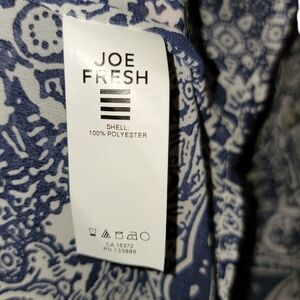 JOE
FRESH
SHELL:
100% POLYESTER
CA 15372
RN 133886